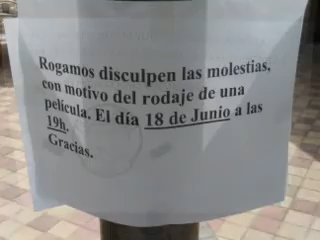 Rogamos disculpen las molestias,
con motivo del rodaje de una
película. El día 18 de Junio a las
19h.
Gracias.